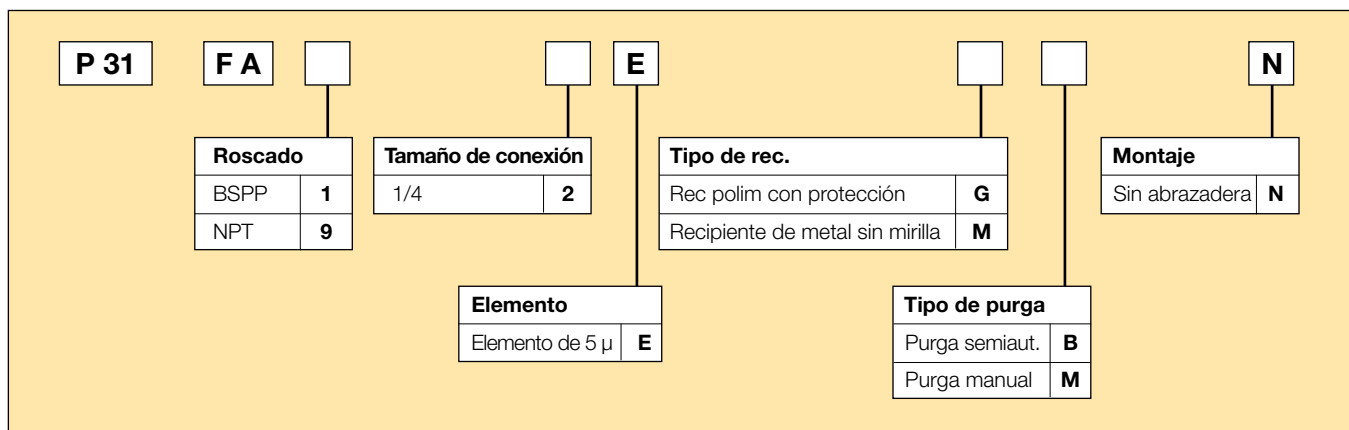 P 31 F A E N
Roscado
BSPP 1
NPT 9
Tamaño de conexión
1/4 2
Tipo de rec.
Rec polim con protección G
Recipiente de metal sin mirilla M
Montaje
Sin abrazadera N
Elemento
Elemento de 5 µ E
Tipo de purga
Purga semiaut. B
Purga manual M